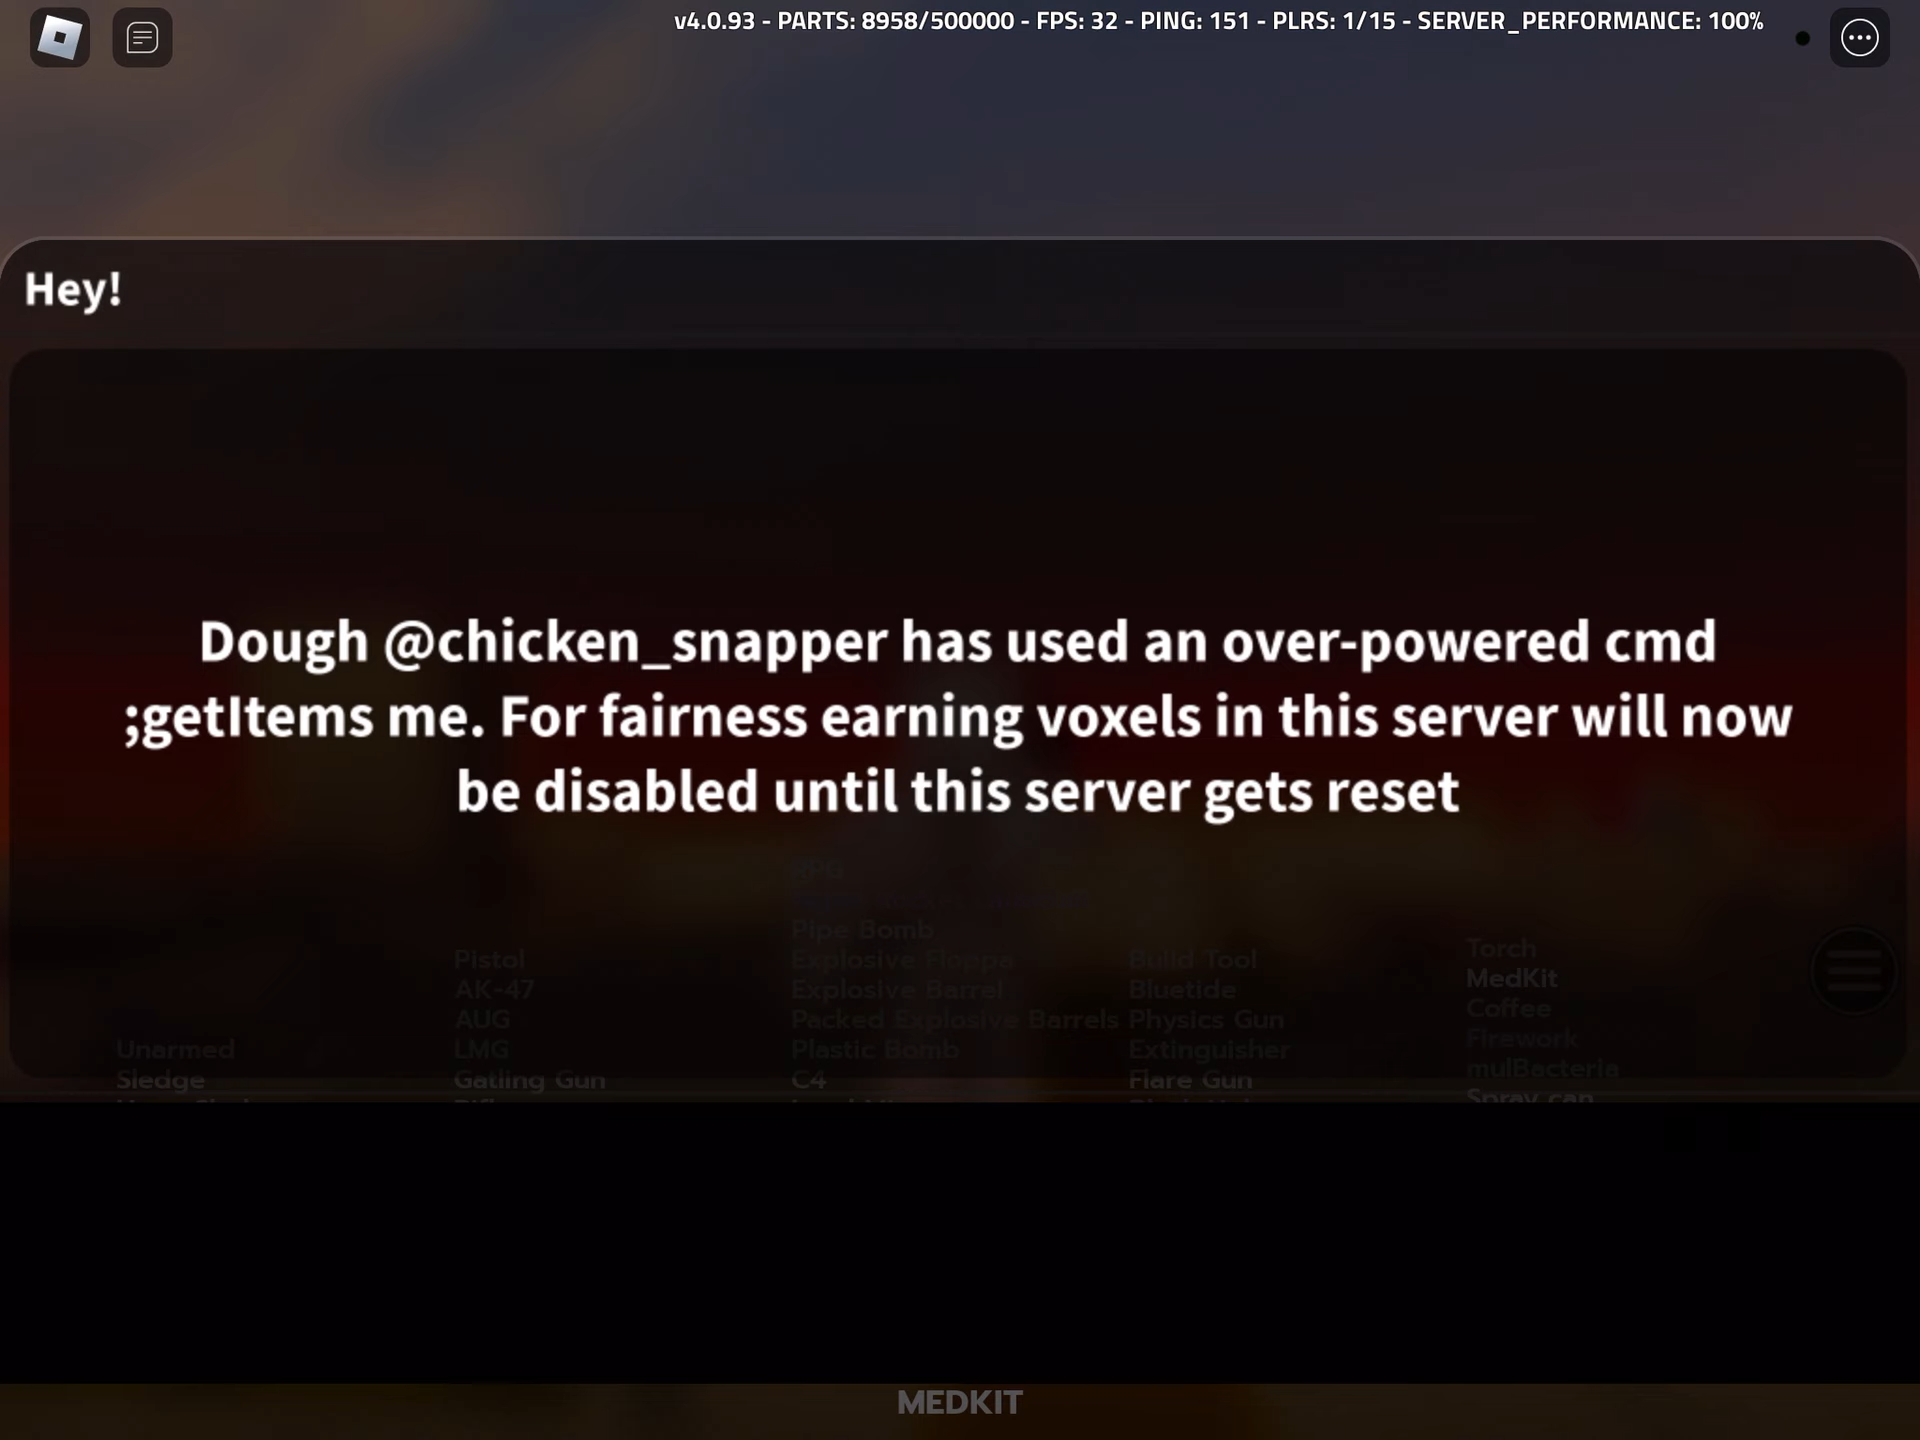 v4.0.93 - PARTS: 8958/500000 - FPS: 32 - PING: 151 - PLRS: 1/15 - SERVER_PERFORMANCE: 100%
Hey!
Dough @chicken_snapper has used an over-powered cmd
;getItems me. For fairness earning voxels in this server will now
be disabled until this server gets reset
Unarmed
Sledge
Pistol
AK-47
AUG
LMG
Gatling Gun
RPG
Pipe Bomb
Explosive Floppa
Explosive Barrel
Packed Explosive Barrels
Plastic Bomb
C4
Build Tool
Bluetide
Physics Gun
Extinguisher
Flare Gun
Torch
MedKit
Coffee
Firework
mulBacteria
Spray can
MEDKIT